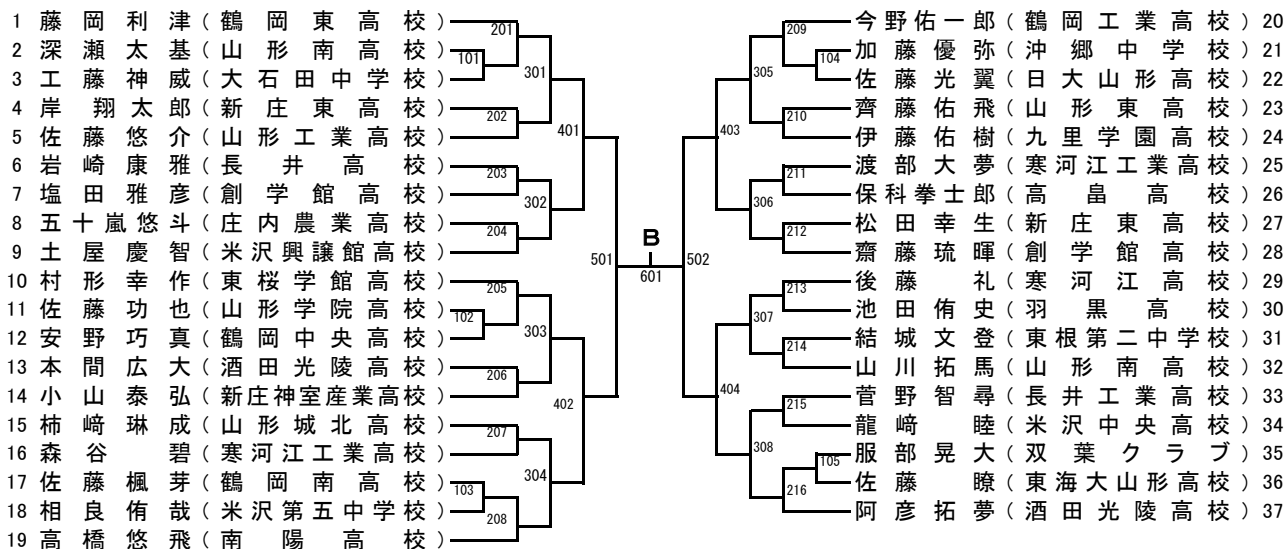 1 藤岡利津(鶴岡東高校)
2 深瀬太基(山形南高校)
3 工藤神威(大石田中学校)
4 岸翔太郎(新庄東高校)
5 佐藤悠介(山形工業高校)
6 岩崎康雅(長井高校)
7 塩田雅彦(創学館高校)
8 五十嵐悠斗(庄内農業高校)
9 土屋慶智(米沢興譲館高校)
10 村形幸作(東桜学館高校)
11 佐藤功也(山形学院高校)
12 安野巧真(鶴岡中央高校)
13 本間広大(酒田光陵高校)
14 小山泰弘(新庄神室産業高校)
15 柿﨑琳成(山形城北高校)
16 森谷碧(寒河江工業高校)
17 佐藤楓芽(鶴岡南高校)
18 相良侑哉(米沢第五中学校)
19 高橋悠飛(南陽高校)
201
101
301
202
401
203
302
204
501
205
102
303
206
402
207
304
103
208
B
601
209
104
305
210
403
211
306
212
502
213
307
214
404
215
308
105
216
今野佑一郎(鶴岡工業高校) 20
加藤優弥(沖郷中学校) 21
佐藤光翼(日大山形高校) 22
齊藤佑飛(山形東高校) 23
伊藤佑樹(九里学園高校) 24
渡部大夢(寒河江工業高校) 25
保科拳士郎(高畠高校) 26
松田幸生(新庄東高校) 27
齋藤琉暉(創学館高校) 28
後藤礼(寒河江高校) 29
池田侑史(羽黒高校) 30
結城文登(東根第二中学校) 31
山川拓馬(山形南高校) 32
菅野智尋(長井工業高校) 33
龍﨑睦(米沢中央高校) 34
服部晃大(双葉クラブ) 35
佐藤瞭(東海大山形高校) 36
阿彦拓夢(酒田光陵高校) 37